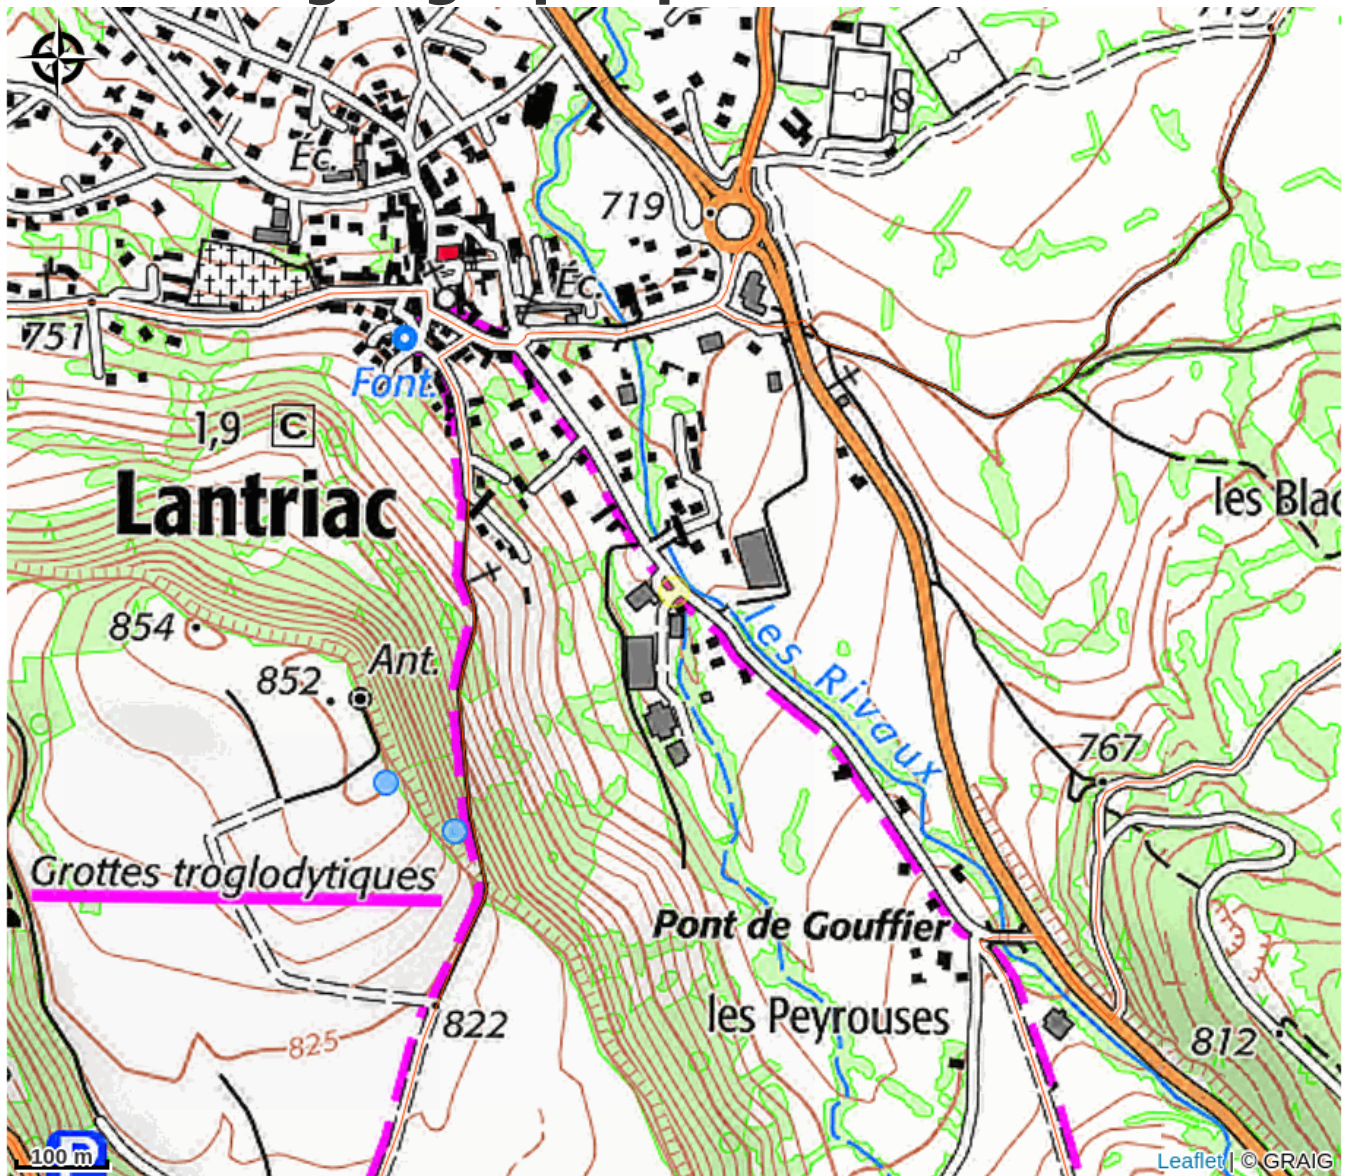 Éc.
719
Éc.
751
Font.
1,9 C
les Blac
Lantriac
854
Ant.
852
les Rivaux
767
Grottes troglodytiques
Pont de Gouffier
les Peyrouses
822
812
825
P
100 m
Leaflet | © GRAIG